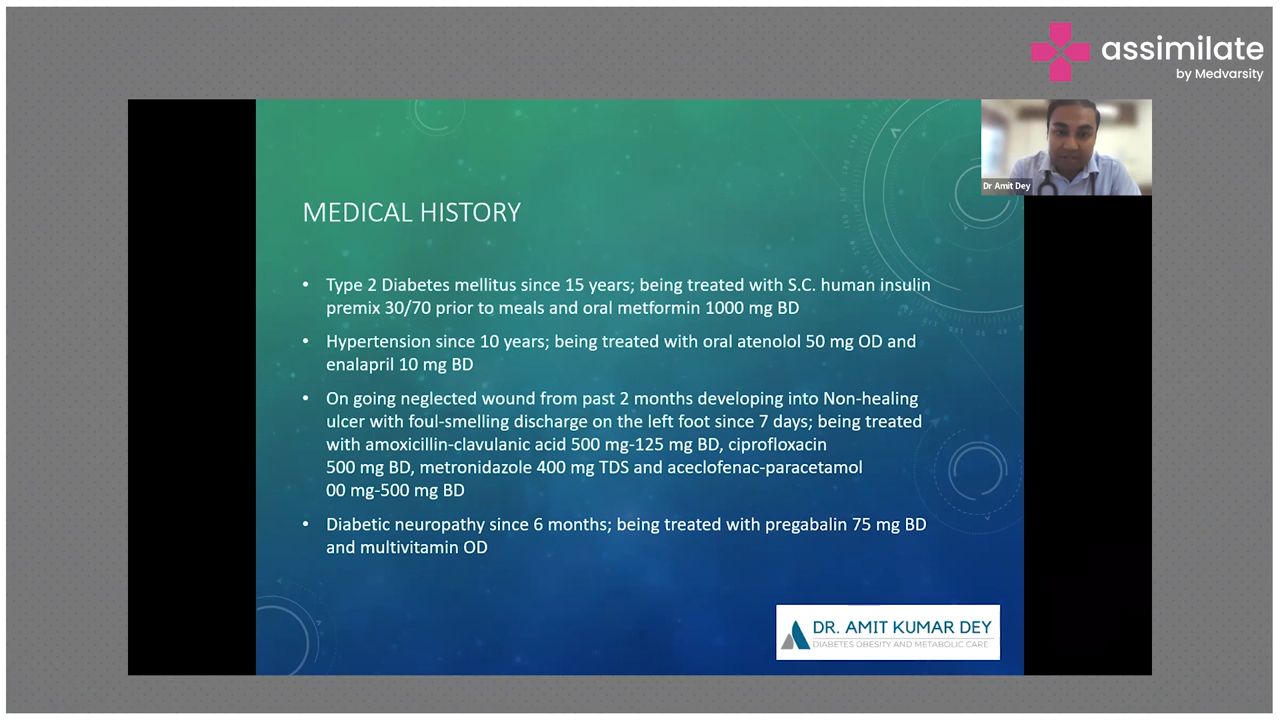 assimilate
by Medvarsity
Dr Amit Dey
MEDICAL HISTORY
• Type 2 Diabetes mellitus since 15 years; being treated with S.C. human insulin
premix 30/70 prior to meals and oral metformin 1000 mg BD
• Hypertension since 10 years; being treated with oral atenolol 50 mg OD and
enalapril 10 mg BD
• On going neglected wound from past 2 months developing into Non-healing
ulcer with foul-smelling discharge on the left foot since 7 days; being treated
with amoxicillin-clavulanic acid 500 mg-125 mg BD, ciprofloxacin
500 mg BD, metronidazole 400 mg TDS and aceclofenac-paracetamol
00 mg-500 mg BD
• Diabetic neuropathy since 6 months; being treated with pregabalin 75 mg BD
and multivitamin OD
DR. AMIT KUMAR DEY
DIABETES OBESITY AND METABOLIC CARE